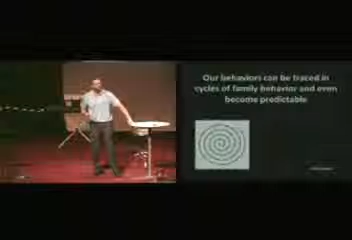 Our behaviors can be traced in
cycles of family behavior and even
become predictable